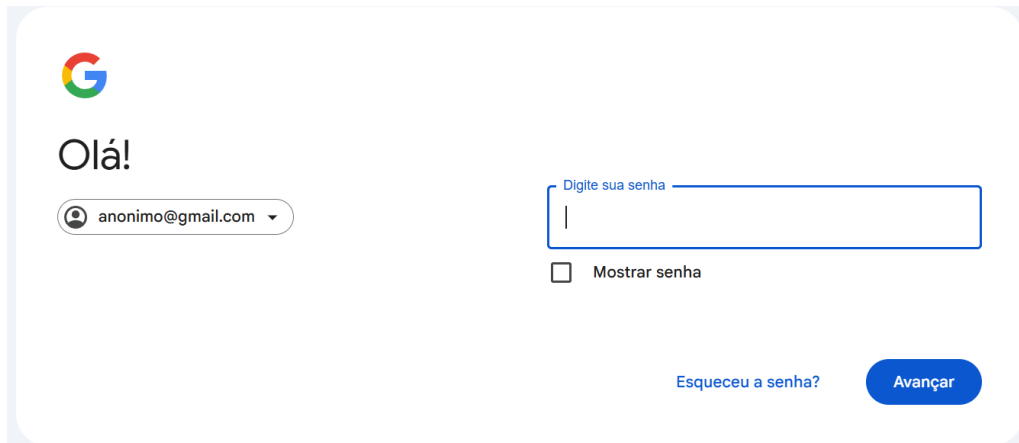 Olá!
anonimo@gmail.com
Digite sua senha
Mostrar senha
Esqueceu a senha?
Avançar